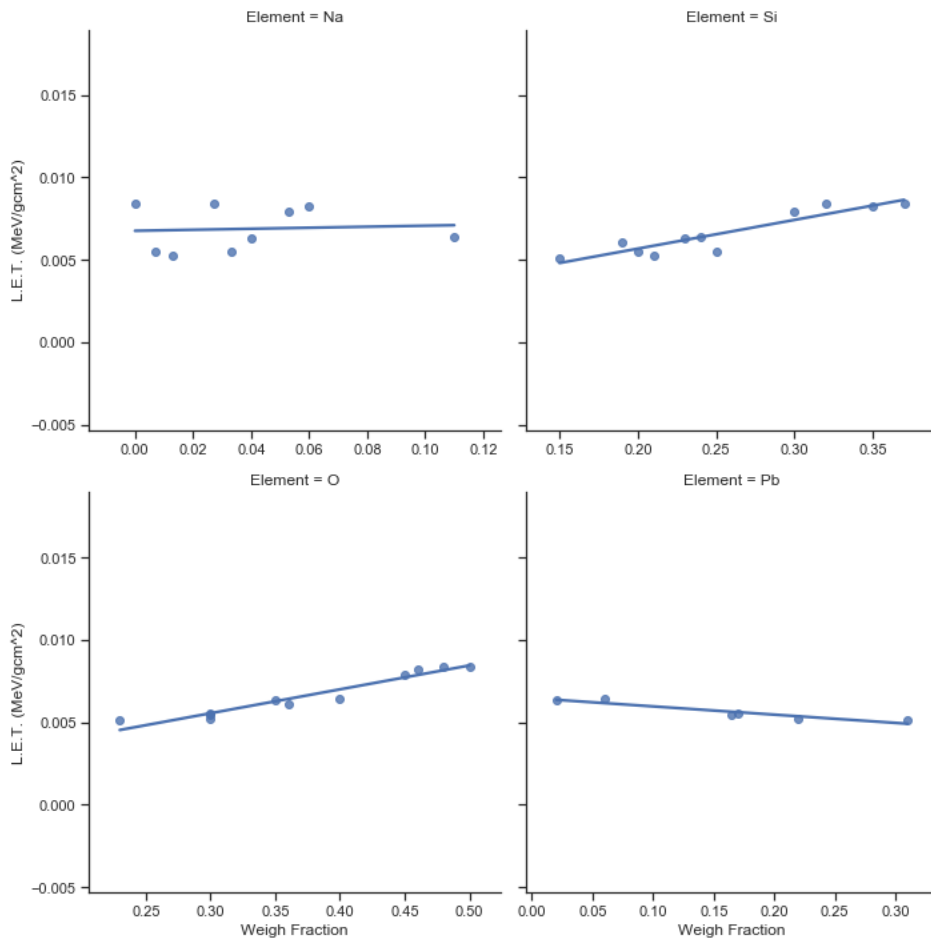 Element = Na
Element = Si
L.E.T. (MeV/gcm^2)
0.015
0.010
0.005
0.000
−0.005
0.00 0.02 0.04 0.06 0.08 0.10 0.12
0.15 0.20 0.25 0.30 0.35
Element = O
Element = Pb
L.E.T. (MeV/gcm^2)
0.015
0.010
0.005
0.000
−0.005
0.25 0.30 0.35 0.40 0.45 0.50
0.00 0.05 0.10 0.15 0.20 0.25 0.30
Weigh Fraction
Weigh Fraction